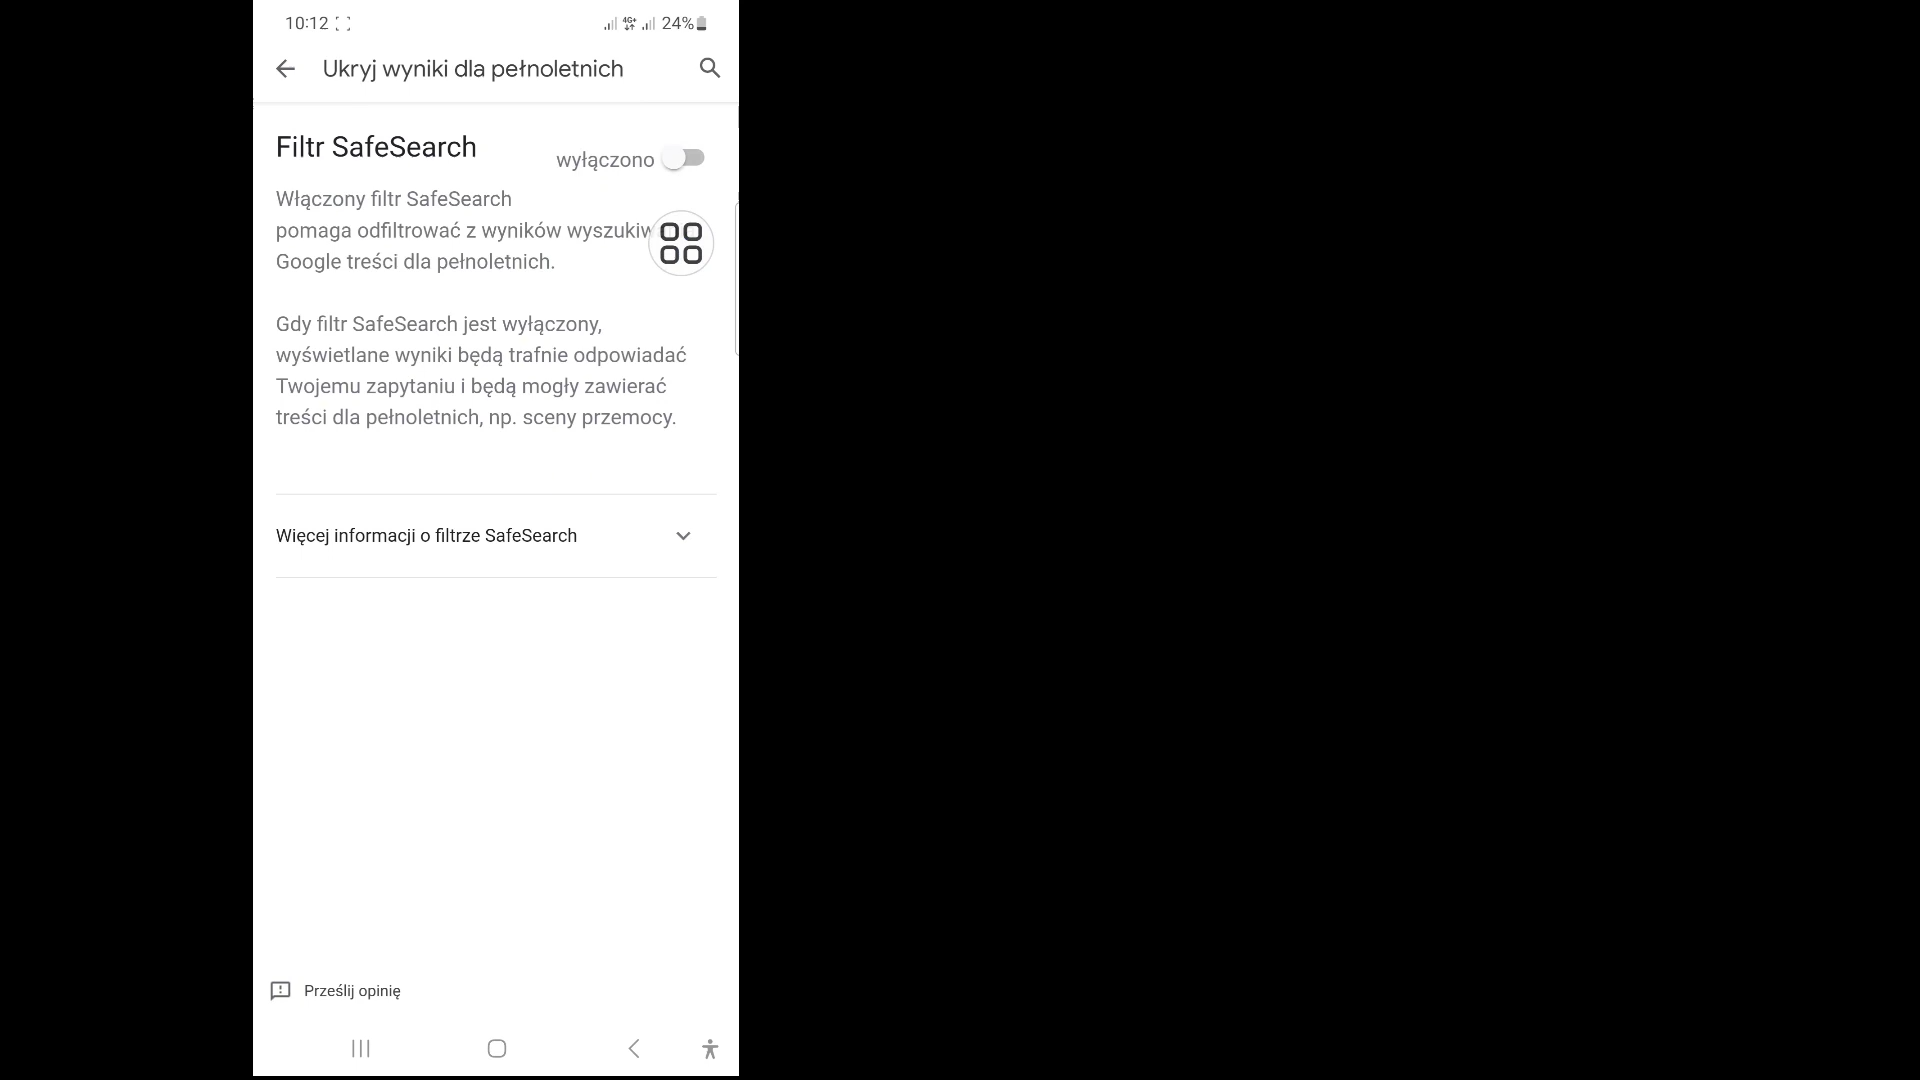 10:12
4G+
24%
Ukryj wyniki dla pełnoletnich
Filtr SafeSearch
wyłączono
Włączony filtr SafeSearch
pomaga odfiltrować z wyników
Google treści dla pełnoletnich.
Gdy filtr SafeSearch jest wyłączony,
wyświetlane wyniki będą trafnie odpowiadać
Twojemu zapytaniu i będą mogły zawierać
treści dla pełnoletnich, np. sceny przemocy.
Więcej informacji o filtrze SafeSearch
Prześlij opinię